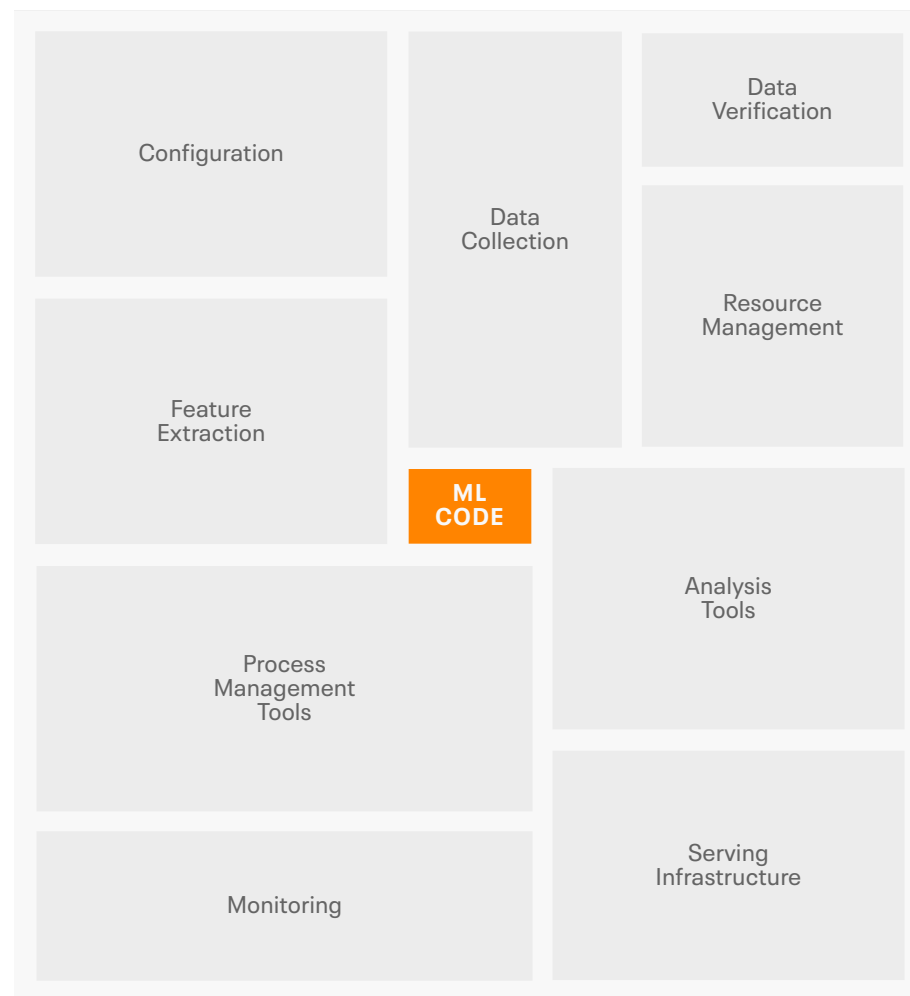 Configuration
Data
Collection
Data
Verification
Resource
Management
Feature
Extraction
ML
CODE
Analysis
Tools
Process
Management
Tools
Serving
Infrastructure
Monitoring